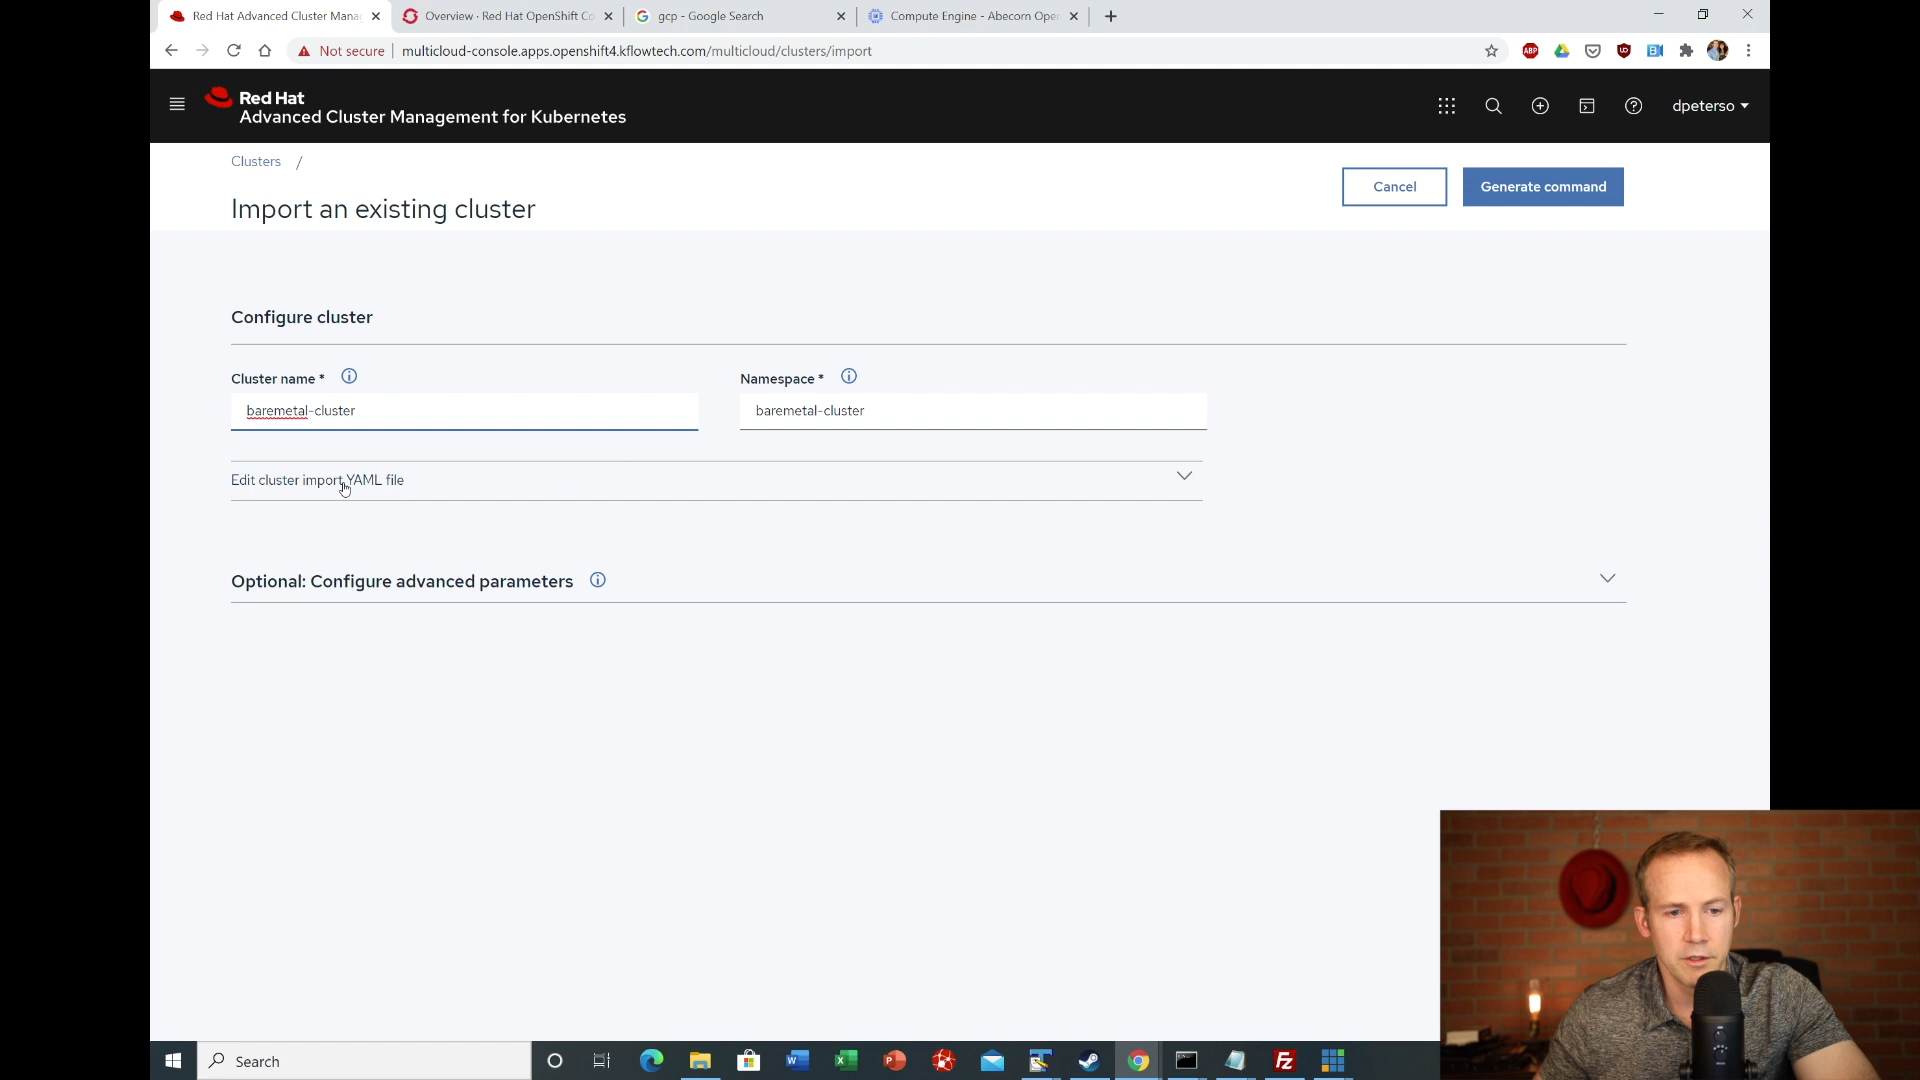 Red Hat Advanced Cluster Mana
Overview · Red Hat OpenShift Co
gcp - Google Search
Compute Engine - Abecorn Oper
Not secure
multicloud-console.apps.openshift4.kflowtech.com/multicloud/clusters/import
ABP
Red Hat
Advanced Cluster Management for Kubernetes
dpeterso
Clusters /
Import an existing cluster
Cancel
Generate command
Configure cluster
Cluster name *
Namespace *
baremetal-cluster
baremetal-cluster
Edit cluster import YAML file
Optional: Configure advanced parameters
Search